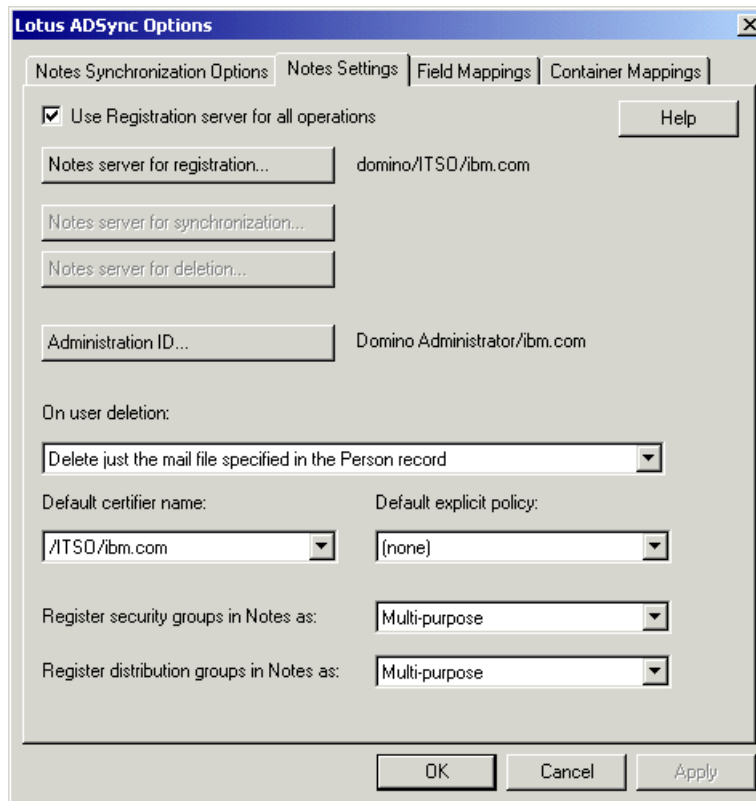 Lotus ADSync Options
Notes Synchronization Options Notes Settings Field Mappings Container Mappings
Use Registration server for all operations Help
Notes server for registration... domino/ITSO/ibm.com
Notes server for synchronization...
Notes server for deletion...
Administration ID... Domino Administrator/ibm.com
On user deletion:
Delete just the mail file specified in the Person record
Default certifier name: Default explicit policy:
/ITSO/ibm.com (none)
Register security groups in Notes as: Multi-purpose
Register distribution groups in Notes as: Multi-purpose
OK Cancel Apply